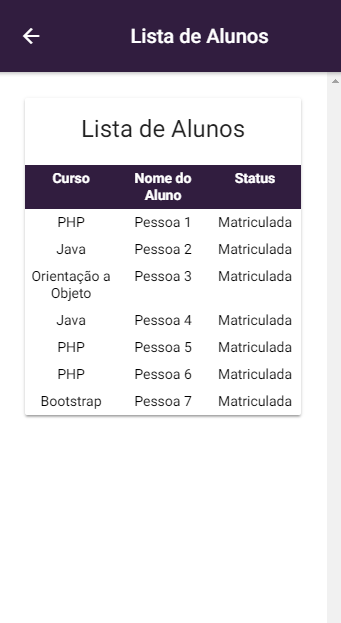 Lista de Alunos
Lista de Alunos
Curso Nome do Aluno Status
PHP Pessoa 1 Matriculada
Java Pessoa 2 Matriculada
Orientação a Objeto Pessoa 3 Matriculada
Java Pessoa 4 Matriculada
PHP Pessoa 5 Matriculada
PHP Pessoa 6 Matriculada
Bootstrap Pessoa 7 Matriculada